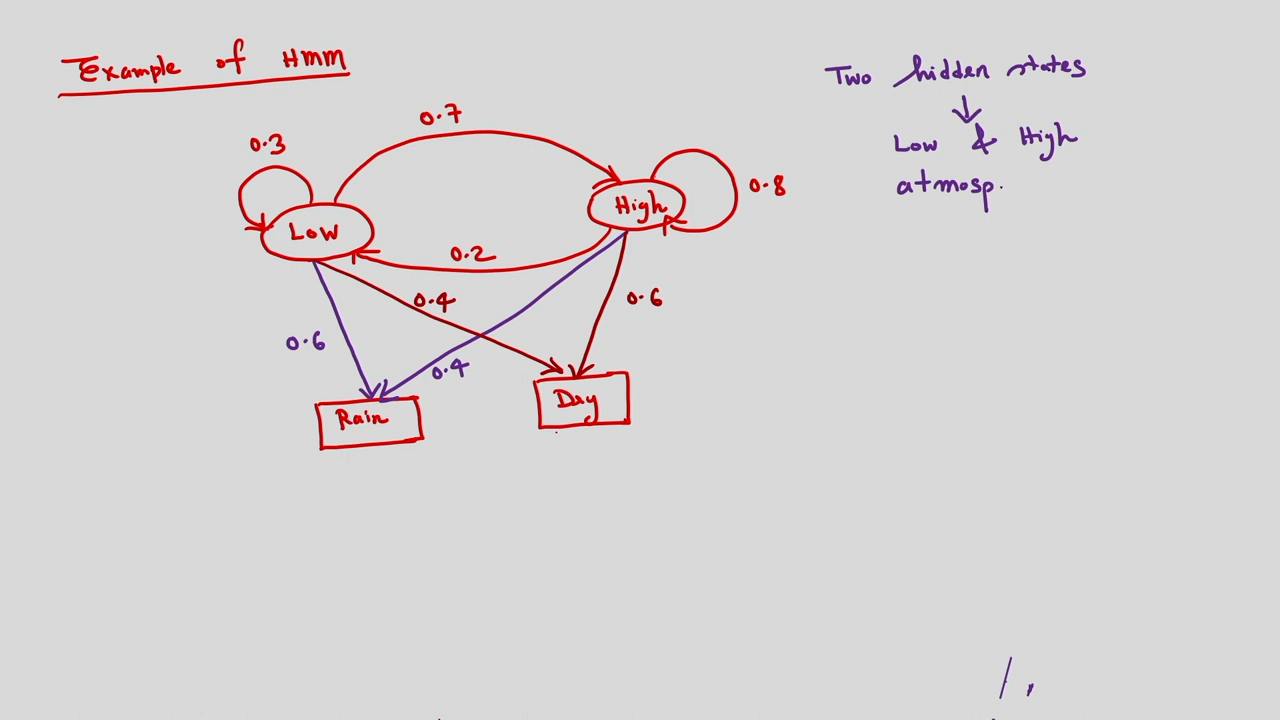 Example of HMM
Two hidden states
Low & High
atmosp.
0.7
0.3
0.8
High
Low
0.2
0.4
0.6
0.6
0.4
Rain
Dry